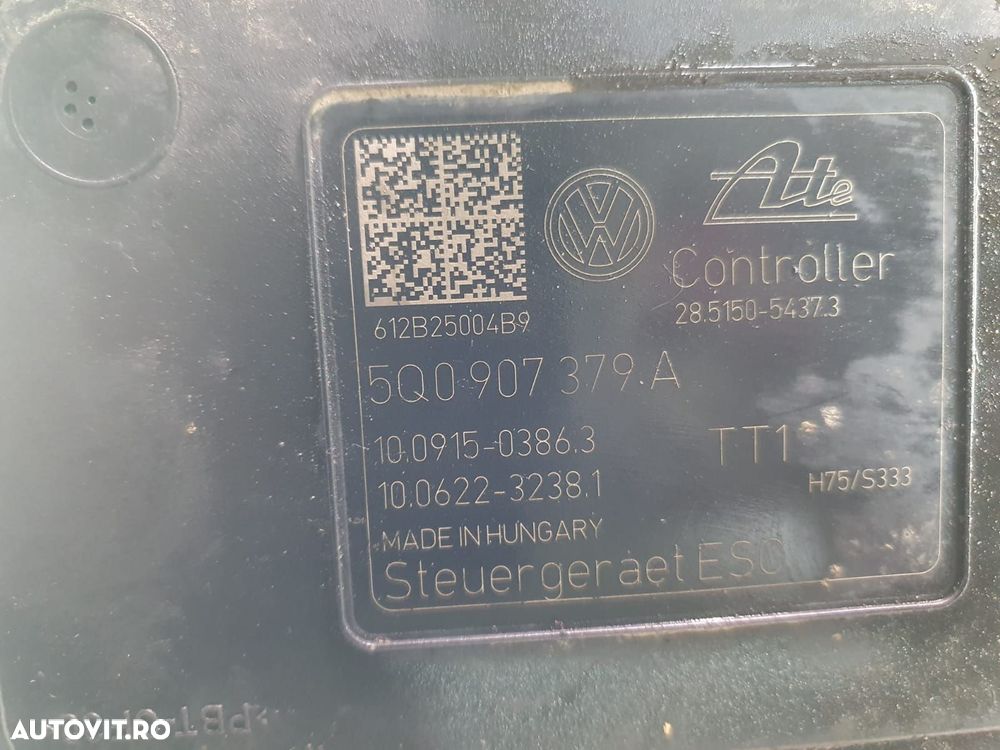 Ate
Controller
28.5150-5437.3
612B25004B9
5Q0 907 379 A
10.0915-0386.3
TT1
10.0622-3238.1
H75/S333
MADE IN HUNGARY
Steuergeraet ESC
AUTOVIT.RO